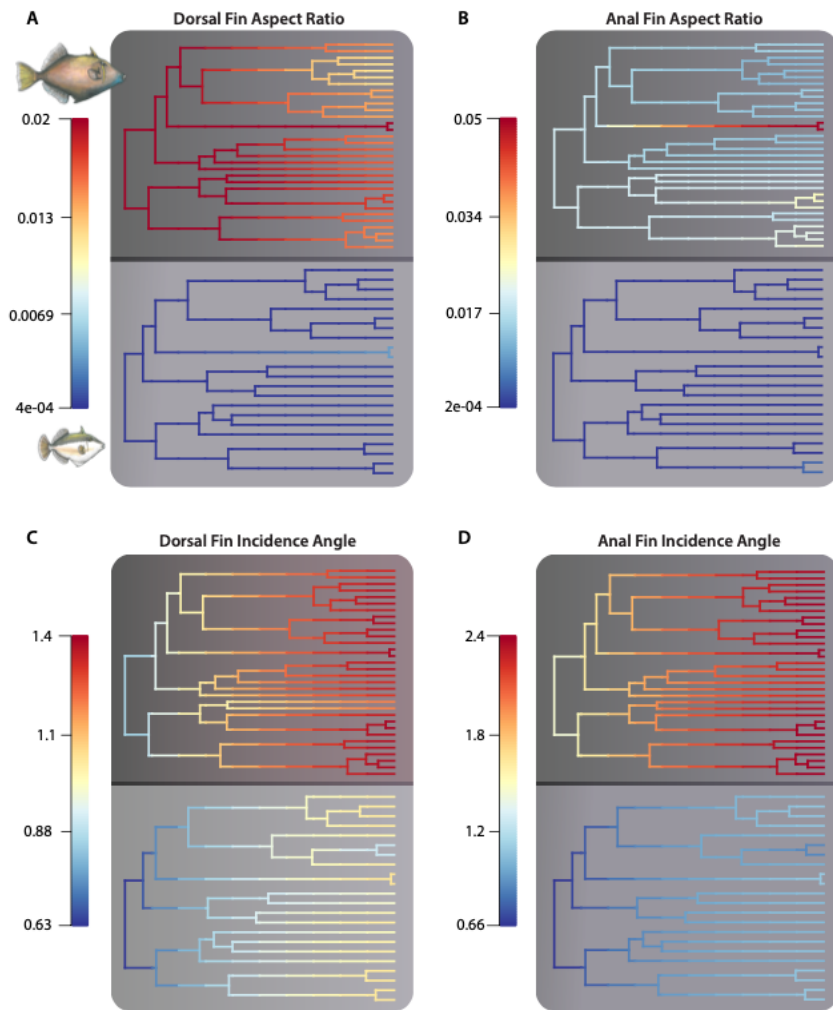 A
Dorsal Fin Aspect Ratio
0.02
0.013
0.0069
4e-04
B
Anal Fin Aspect Ratio
0.05
0.034
0.017
2e-04
C
Dorsal Fin Incidence Angle
1.4
1.1
0.88
0.63
D
Anal Fin Incidence Angle
2.4
1.8
1.2
0.66